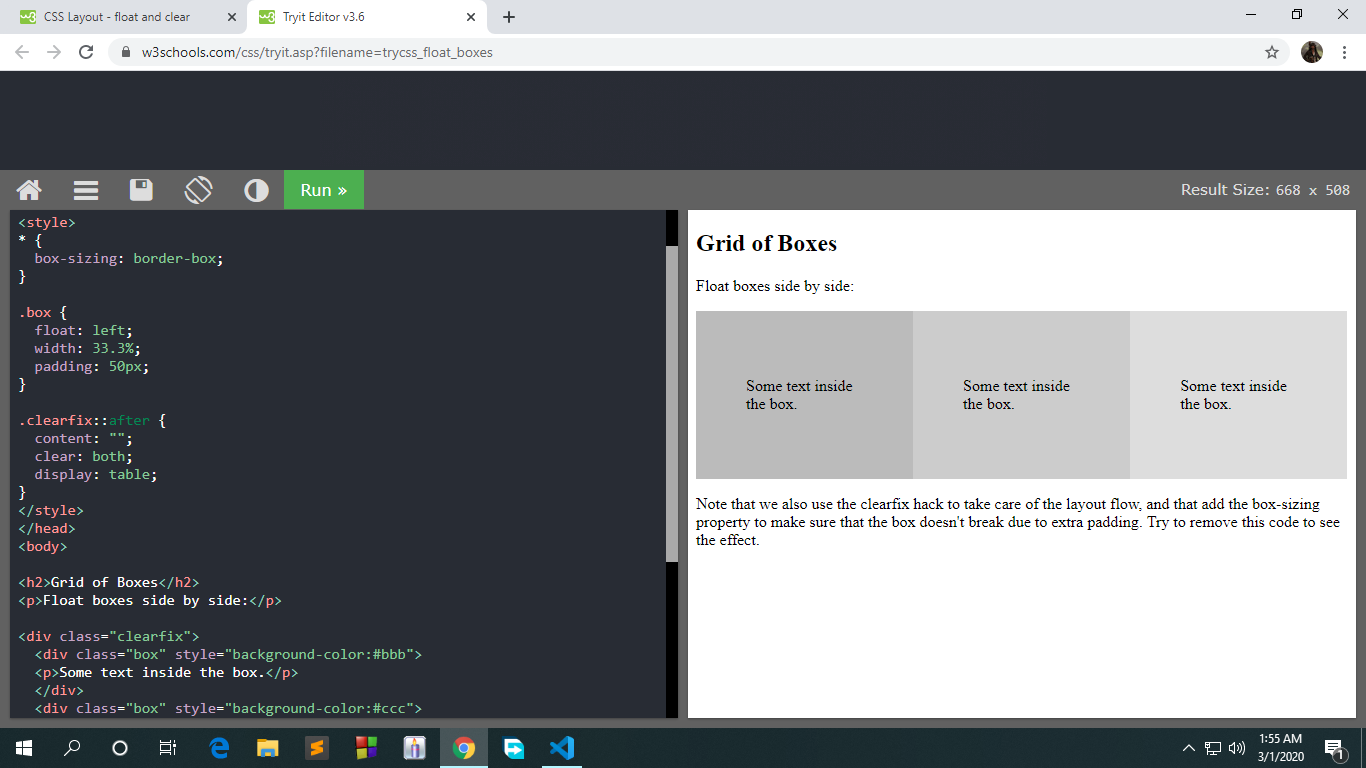 CSS Layout - float and clear
Tryit Editor v3.6
w3schools.com/css/tryit.asp?filename=trycss_float_boxes
Run »
Result Size: 668 x 508
<style>
* {
  box-sizing: border-box;
}
.box {
  float: left;
  width: 33.3%;
  padding: 50px;
}
.clearfix::after {
  content: "";
  clear: both;
  display: table;
}
</style>
</head>
<body>
<h2>Grid of Boxes</h2>
<p>Float boxes side by side:</p>
<div class="clearfix">
  <div class="box" style="background-color:#bbb">
  <p>Some text inside the box.</p>
  </div>
  <div class="box" style="background-color:#ccc">
Grid of Boxes
Float boxes side by side:
Some text inside
the box.
Some text inside
the box.
Some text inside
the box.
Note that we also use the clearfix hack to take care of the layout flow, and that add the box-sizing
property to make sure that the box doesn't break due to extra padding. Try to remove this code to see
the effect.
1:55 AM
3/1/2020
1